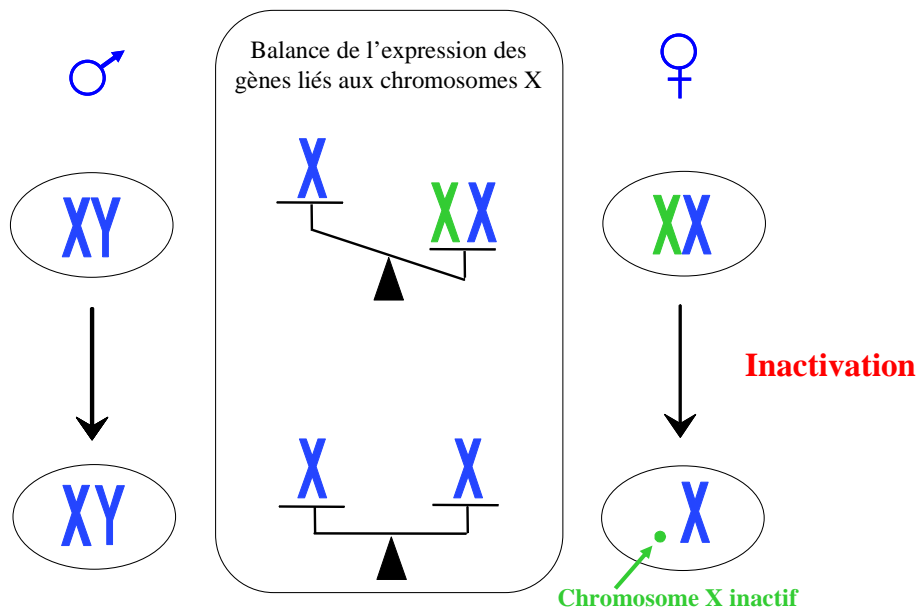 Balance de l’expression des
gènes liés aux chromosomes X
X
XX
XY
XX
Inactivation
X
X
XY
X
Chromosome X inactif